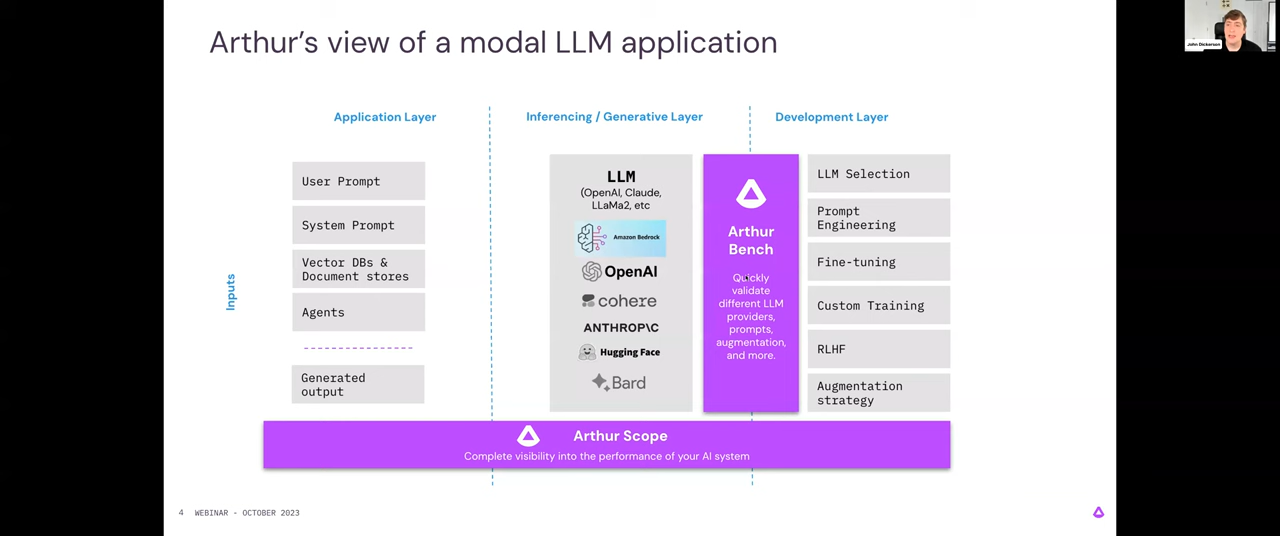 Arthur's view of a modal LLM application
John Dickerson
Application Layer
Inferencing / Generative Layer
Development Layer
Inputs
User Prompt
System Prompt
Vector DBs &
Document stores
Agents
Generated
output
LLM
(OpenAI, Claude,
LLaMa2, etc
Amazon Bedrock
OpenAI
cohere
ANTHROP\C
Hugging Face
Bard
Arthur
Bench
Quickly
validate
different LLM
providers,
prompts,
augmentation,
and more.
LLM Selection
Prompt
Engineering
Fine-tuning
Custom Training
RLHF
Augmentation
strategy
Arthur Scope
Complete visibility into the performance of your AI system
4 WEBINAR - OCTOBER 2023